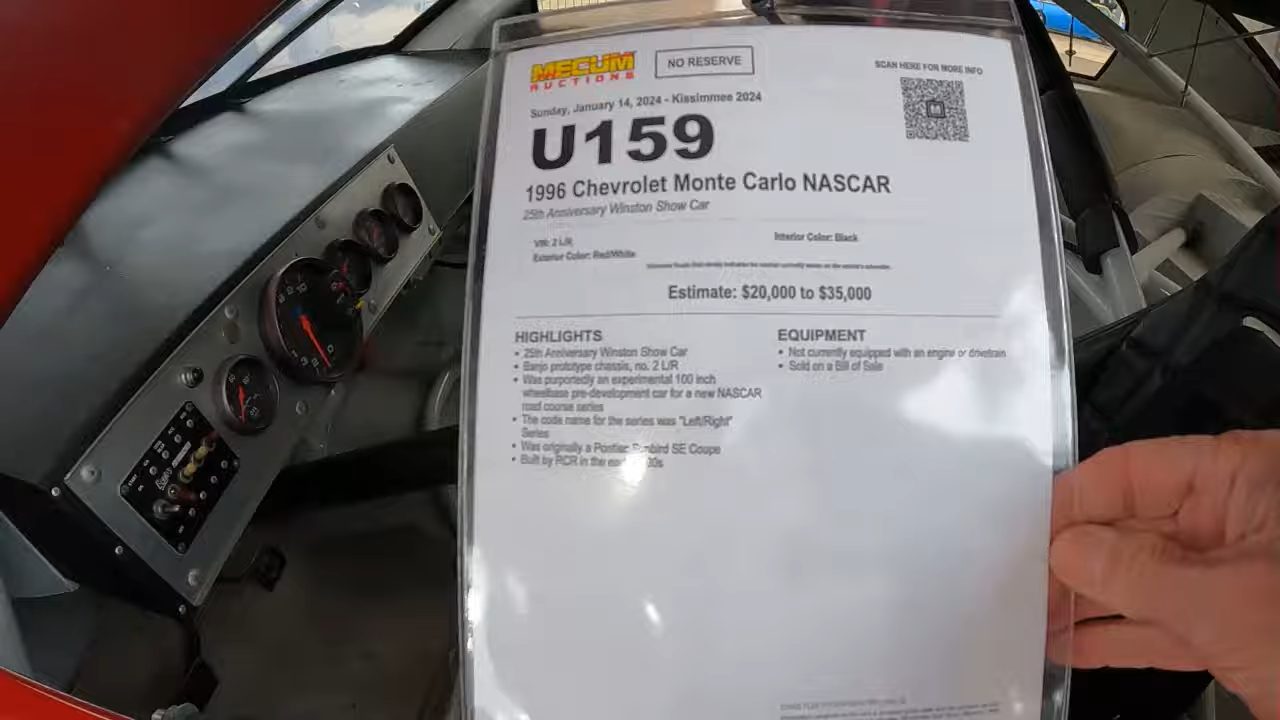 MECUM
AUCTIONS
NO RESERVE
SCAN HERE FOR MORE INFO
Sunday, January 14, 2024 - Kissimmee 2024
U159
1996 Chevrolet Monte Carlo NASCAR
25th Anniversary Winston Show Car
VIN: 2 L/R
Interior Color: Black
Exterior Color: Red/White
Estimate: $20,000 to $35,000
HIGHLIGHTS
• 25th Anniversary Winston Show Car
• Banjo prototype chassis, no. 2 L/R
• Was purportedly an experimental 100 inch
wheelbase pre-development car for a new NASCAR
road course series
• The code name for the series was "Left/Right"
Series
• Was originally a Pontiac Sunbird SE Coupe
• Built by RCR in the
EQUIPMENT
• Not currently equipped with an engine or drivetrain
• Sold on a Bill of Sale